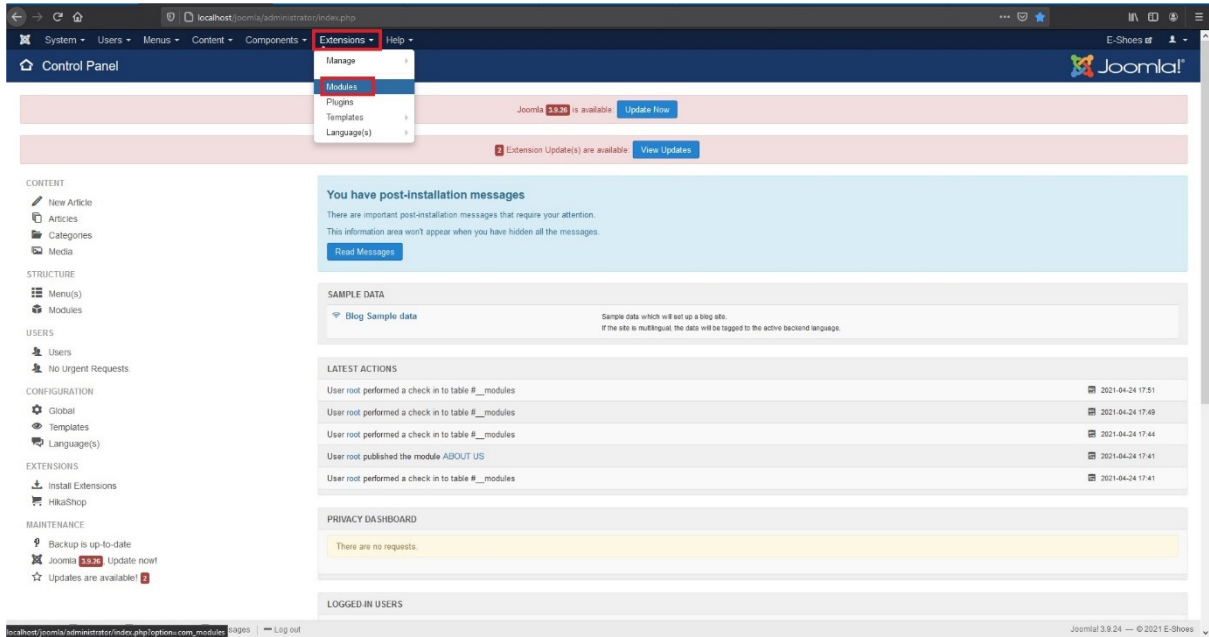 localhost/joomla/administrator/index.php
System Users Menus Content Components Extensions Help E-Shoes
Control Panel
Joomla!
Manage
Modules
Plugins
Templates
Language(s)
Joomla 3.9.26 is available: Update Now
2 Extension Update(s) are available: View Updates
CONTENT
New Article
Articles
Categories
Media
STRUCTURE
Menu(s)
Modules
USERS
Users
No Urgent Requests.
CONFIGURATION
Global
Templates
Language(s)
EXTENSIONS
Install Extensions
HikaShop
MAINTENANCE
Backup is up-to-date
Joomla 3.9.26, Update now!
Updates are available! 2
You have post-installation messages
There are important post-installation messages that require your attention.
This information area won't appear when you have hidden all the messages.
Read Messages
SAMPLE DATA
Blog Sample data
Sample data which will set up a blog site.
If the site is multilingual, the data will be tagged to the active backend language.
LATEST ACTIONS
User root performed a check in to table #__modules 2021-04-24 17:51
User root performed a check in to table #__modules 2021-04-24 17:49
User root performed a check in to table #__modules 2021-04-24 17:44
User root published the module ABOUT US 2021-04-24 17:41
User root performed a check in to table #__modules 2021-04-24 17:41
PRIVACY DASHBOARD
There are no requests.
LOGGED-IN USERS
localhost/joomla/administrator/index.php?option=com_modules sages Log out Joomla! 3.9.24 — © 2021 E-Shoes